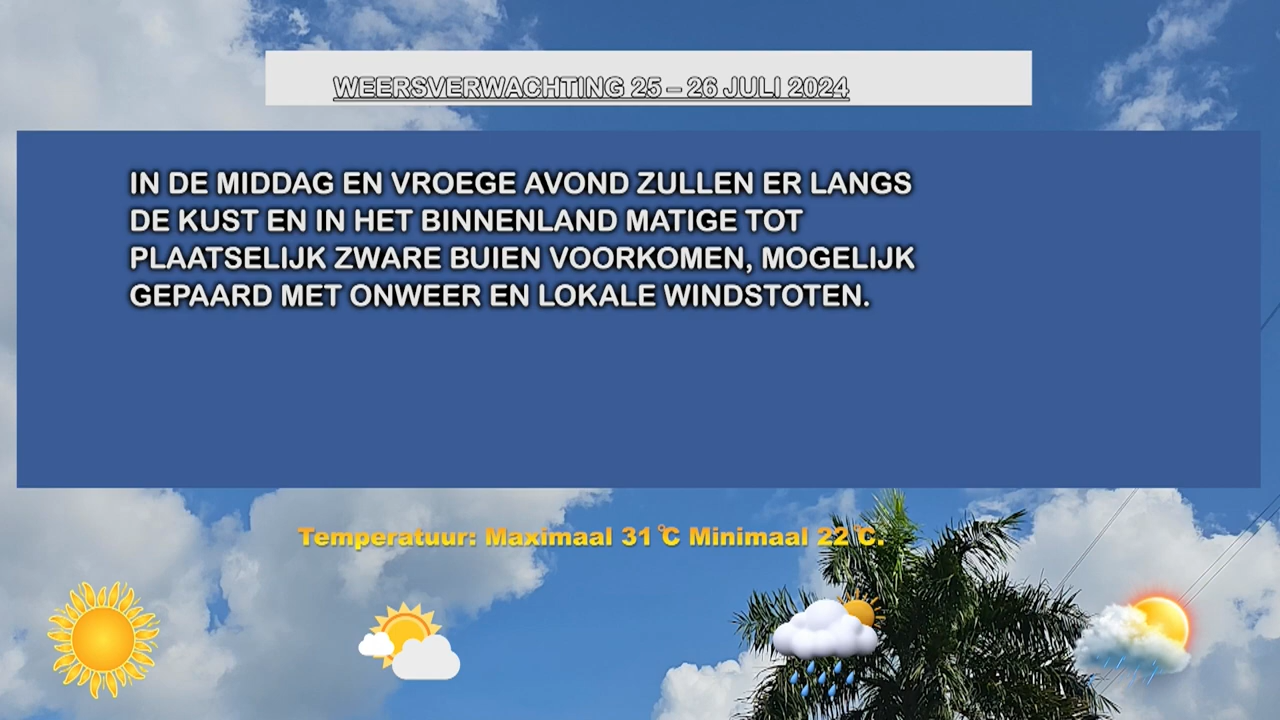 WEERSVERWACHTING 25 – 26 JULI 2024
IN DE MIDDAG EN VROEGE AVOND ZULLEN ER LANGS
DE KUST EN IN HET BINNENLAND MATIGE TOT
PLAATSELIJK ZWARE BUIEN VOORKOMEN, MOGELIJK
GEPAARD MET ONWEER EN LOKALE WINDSTOTEN.
Temperatuur: Maximaal 31 ℃ Minimaal 22 ℃.